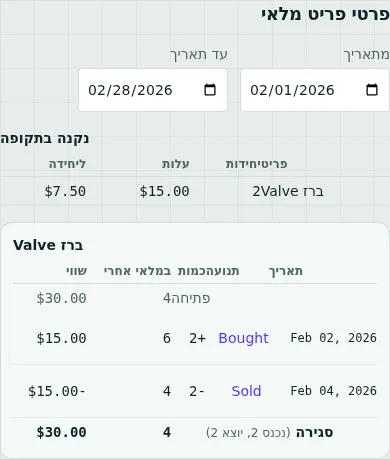 פרטי פריט מלאי
מתאריך עד תאריך
02/01/2026 02/28/2026
נקנה בתקופה
פריט יחידות עלות ליחידה
ברז Valve 2 $15.00 $7.50
ברז Valve
תאריך תנועה כמות במלאי אחרי שווי
פתיחה 4 $30.00
Feb 02, 2026 Bought +2 6 $15.00
Feb 04, 2026 Sold -2 4 -$15.00
סגירה (נכנס 2, יוצא 2) 4 $30.00